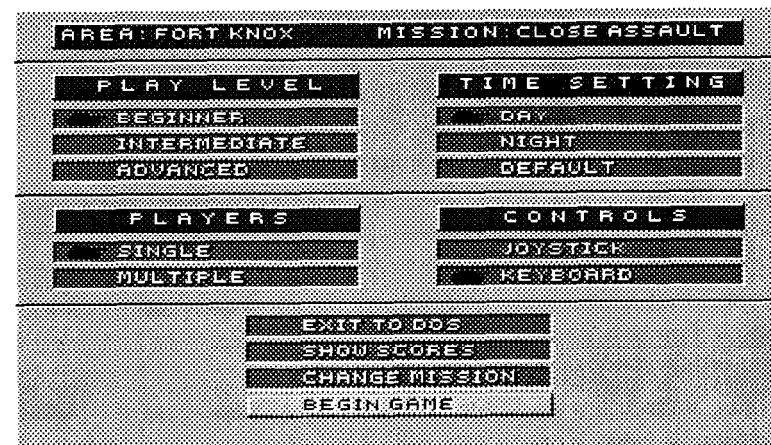 AREA:FORT KNOX MISSION:CLOSE ASSAULT
PLAY LEVEL
BEGINNER
INTERMEDIATE
ADVANCED
TIME SETTING
DAY
NIGHT
DEFAULT
PLAYERS
SINGLE
MULTIPLE
CONTROLS
JOYSTICK
KEYBOARD
EXIT TO DOS
SHOW SCORES
CHANGE MISSION
BEGIN GAME